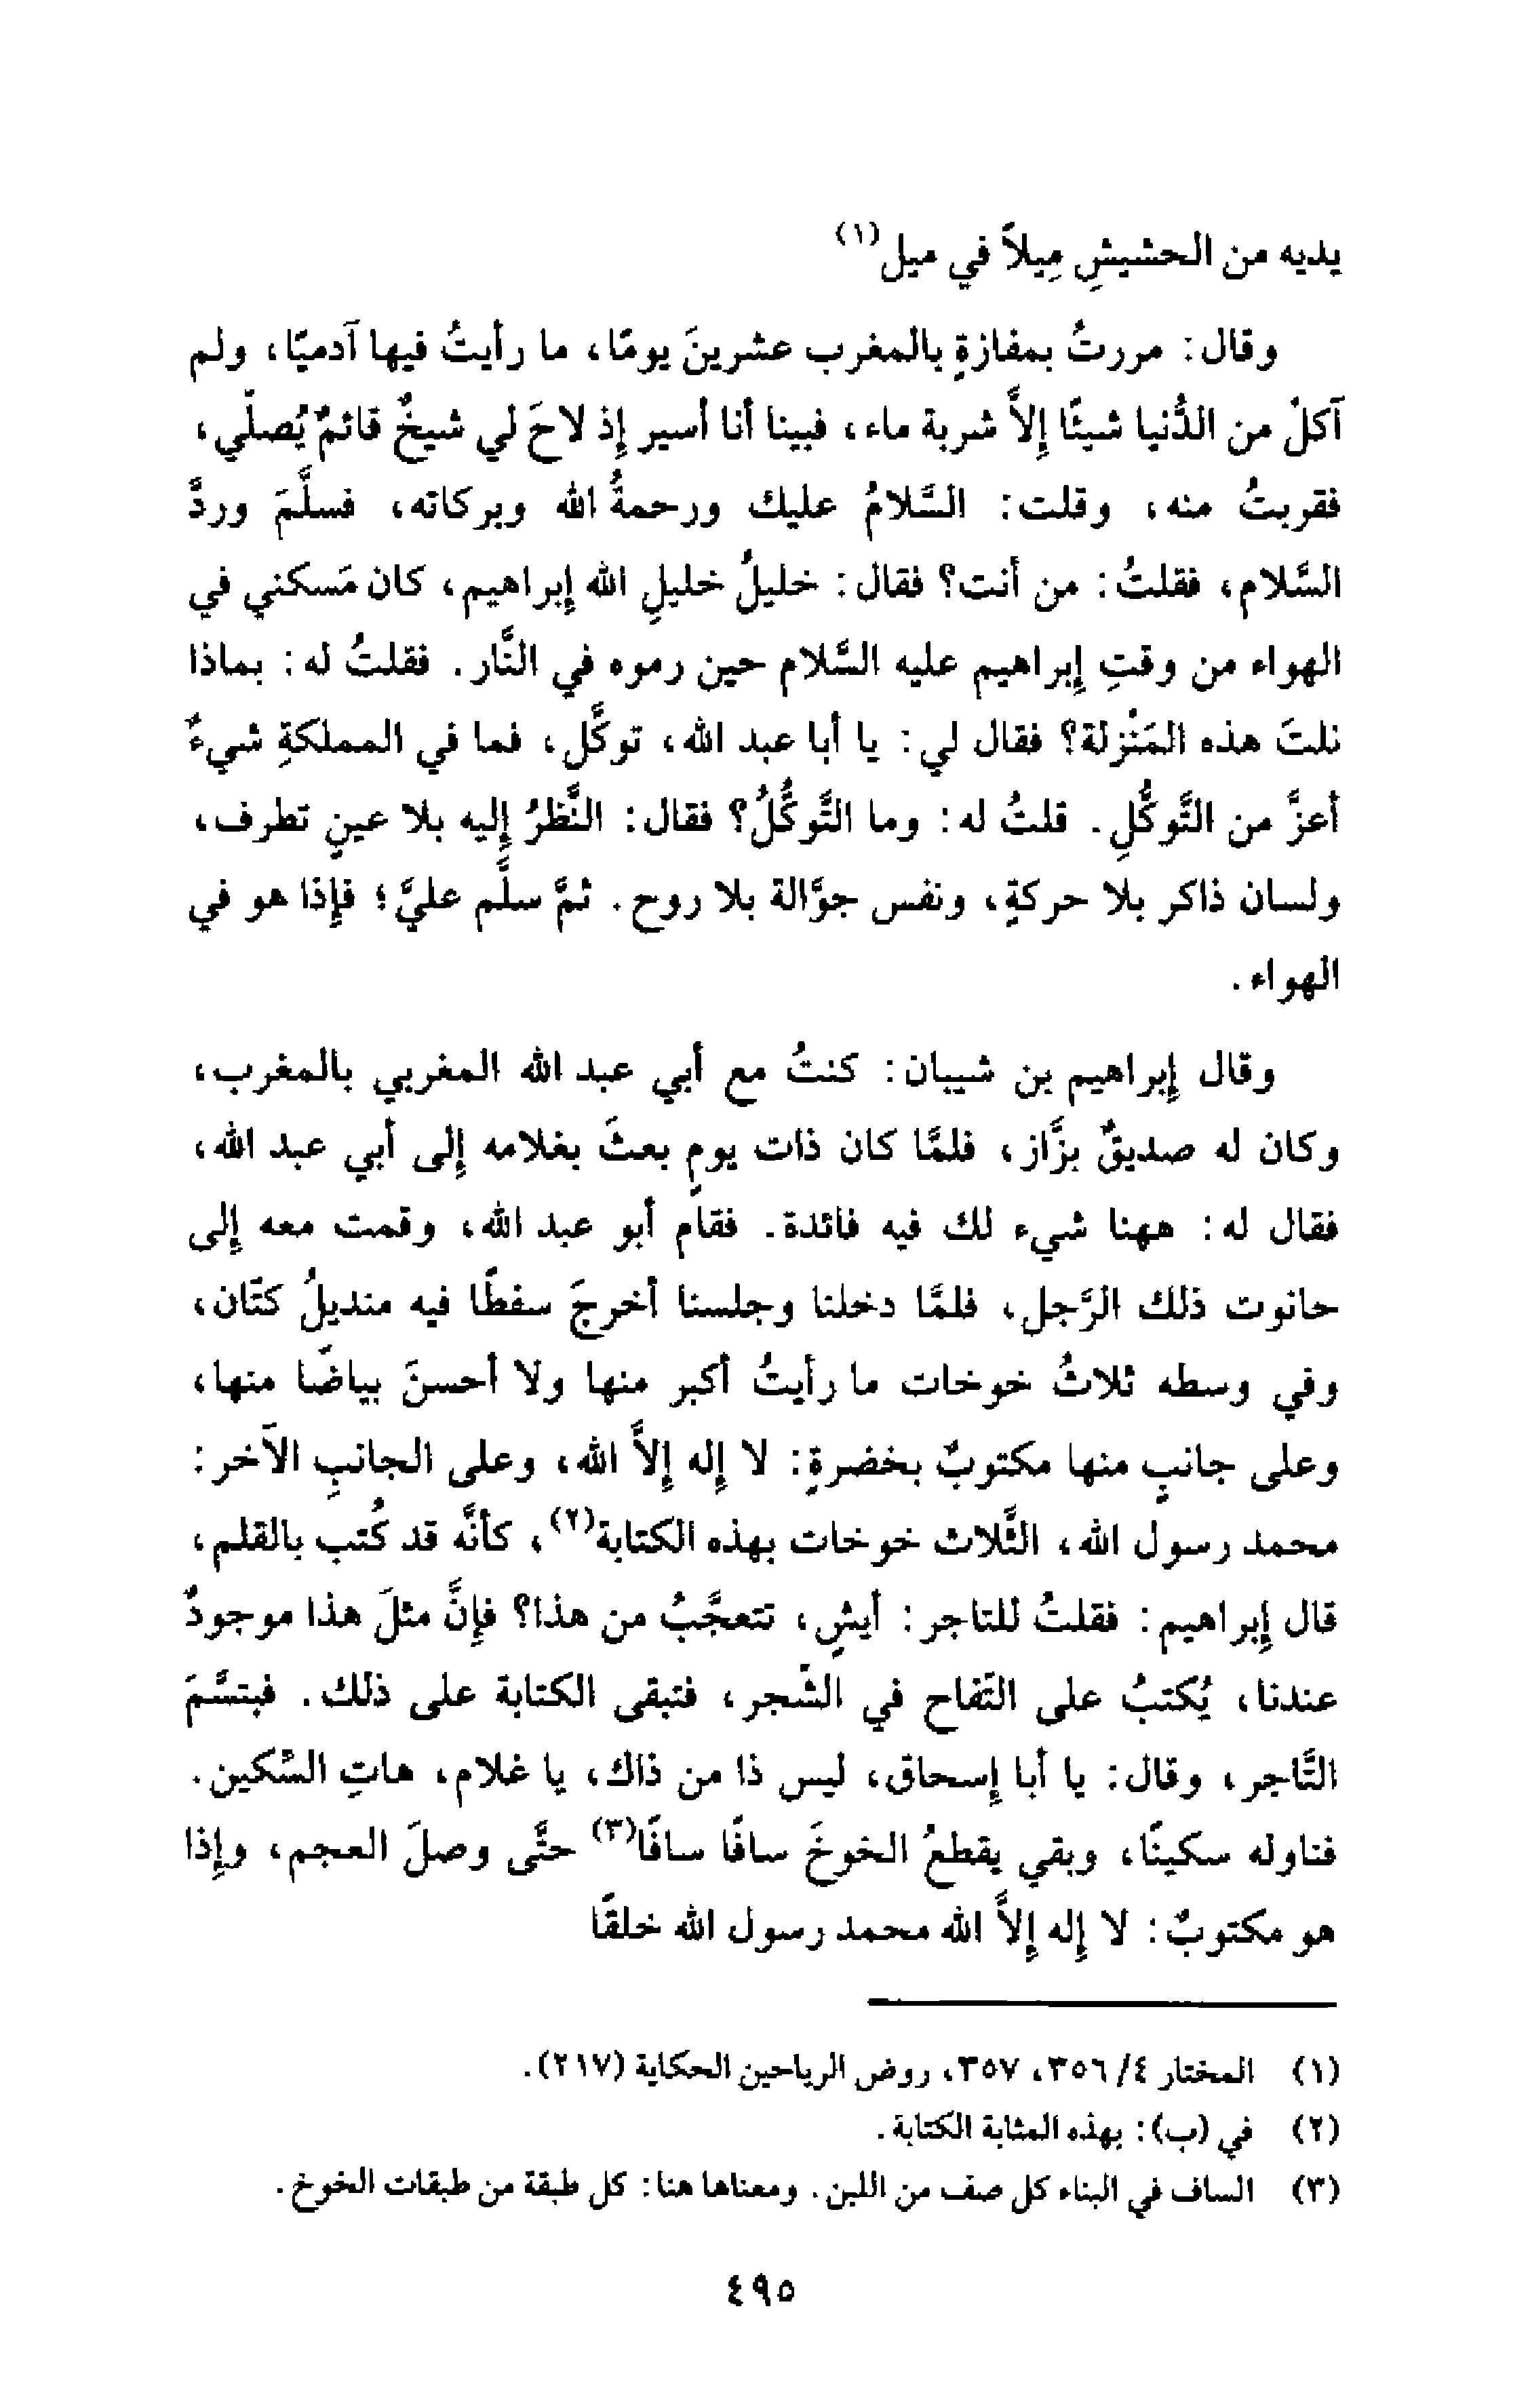 يديه من الحشيشِ مِيلاً في ميل(١)
وقال: مررتُ بمفازةٍ بالمغرب عشرينَ يومًا، ما رأيتُ فيها آدميًا، ولم
آكلْ من الدُّنيا شيئًا إلاَّ شربة ماء، فبينا أنا أسير إذ لاحَ لي شيخٌ قائمٌ يُصلّي،
فقربتُ منه، وقلت: السَّلامُ عليك ورحمةُ الله وبركاته، فسلَّمَ وردَّ
السَّلام، فقلتُ: من أنت؟ فقال: خليلُ خليلِ الله إبراهيم، كان مَسكني في
الهواء من وقتِ إبراهيم عليه السَّلام حين رموه في النَّار. فقلتُ له: بماذا
نلتَ هذه المَنْزلة؟ فقال لي: يا أبا عبد الله، توكَّل، فما في المملكةِ شيءٌ
أعزَّ من التَّوكُّلِ. قلتُ له: وما التَّوكُّلُ؟ فقال: النَّظرُ إليه بلا عينٍ تطرف،
ولسان ذاكر بلا حركةٍ، ونفس جوَّالة بلا روح. ثمَّ سلَّم عليَّ؛ فإذا هو في
الهواء.
وقال إبراهيم بن شيبان: كنتُ مع أبي عبد الله المغربي بالمغرب،
وكان له صديقٌ بزَّاز، فلمَّا كان ذات يومٍ بعثَ بغلامه إلى أبي عبد الله،
فقال له: ههنا شيء لك فيه فائدة. فقام أبو عبد الله، وقمت معه إلى
حانوت ذلك الرَّجل، فلمَّا دخلنا وجلسنا أخرجَ سفطًا فيه منديلُ كتَّان،
وفي وسطه ثلاثُ خوخات ما رأيتُ أكبر منها ولا أحسنَ بياضًا منها،
وعلى جانبٍ منها مكتوبٌ بخضرةٍ: لا إله إلاَّ الله، وعلى الجانبِ الآخر:
محمد رسول الله، الثَّلاث خوخات بهذه الكتابة(٢)، كأنَّه قد كُتب بالقلم،
قال إبراهيم: فقلتُ للتاجر: أيشٍ، تتعجَّبُ من هذا؟ فإنَّ مثلَ هذا موجودٌ
عندنا، يُكتبُ على التّفاح في الشَّجر، فتبقى الكتابة على ذلك. فبتسَّمَ
التَّاجر، وقال: يا أبا إسحاق، ليس ذا من ذاك، يا غلام، هاتِ السّكين.
فناوله سكينًا، وبقي يقطعُ الخوخَ سافًا سافًا(٣) حتَّى وصلَ العجم، وإذا
هو مكتوبٌ: لا إله إلاَّ الله محمد رسول الله خلقًا
(١) المختار ٤/ ٣٥٦، ٣٥٧، روض الرياحين الحكاية (٢١٧).
(٢) في (ب): بهذه المثابة الكتابة.
(٣) الساف في البناء كل صف من اللبن. ومعناها هنا: كل طبقة من طبقات الخوخ.
٤٩٥